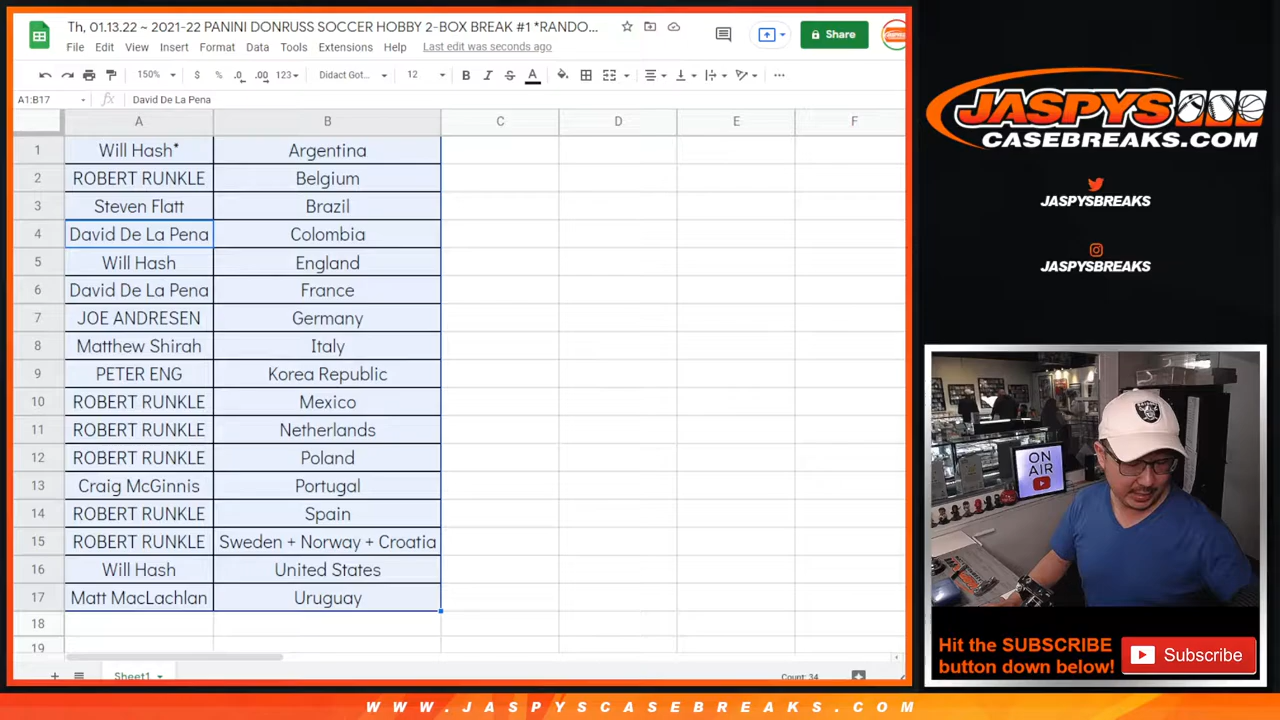 Th, 01.13.22 ~ 2021-22 PANINI DONRUSS SOCCER HOBBY 2-BOX BREAK #1 *RANDO...
Share
File Edit View Insert Format Data Tools Extensions Help Last edit was seconds ago
150% $ % .0 .00 123 Didact Got... 12 B I S A
A1:B17 fx David De La Pena
A B C D E F
1 Will Hash* Argentina
2 ROBERT RUNKLE Belgium
3 Steven Flatt Brazil
4 David De La Pena Colombia
5 Will Hash England
6 David De La Pena France
7 JOE ANDRESEN Germany
8 Matthew Shirah Italy
9 PETER ENG Korea Republic
10 ROBERT RUNKLE Mexico
11 ROBERT RUNKLE Netherlands
12 ROBERT RUNKLE Poland
13 Craig McGinnis Portugal
14 ROBERT RUNKLE Spain
15 ROBERT RUNKLE Sweden + Norway + Croatia
16 Will Hash United States
17 Matt MacLachlan Uruguay
18
19
Sheet1 Count: 34
JASPYS
CASEBREAKS.COM
JASPYSBREAKS
JASPYSBREAKS
ON
AIR
Hit the SUBSCRIBE
button down below!
Subscribe
WWW.JASPYSCASEBREAKS.COM